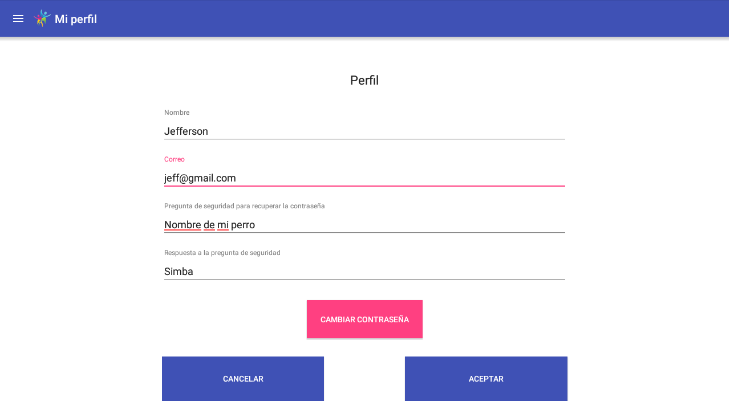 Mi perfil
Perfil
Nombre
Jefferson
Correo
jeff@gmail.com
Pregunta de seguridad para recuperar la contraseña
Nombre de mi perro
Respuesta a la pregunta de seguridad
Simba
CAMBIAR CONTRASEÑA
CANCELAR ACEPTAR